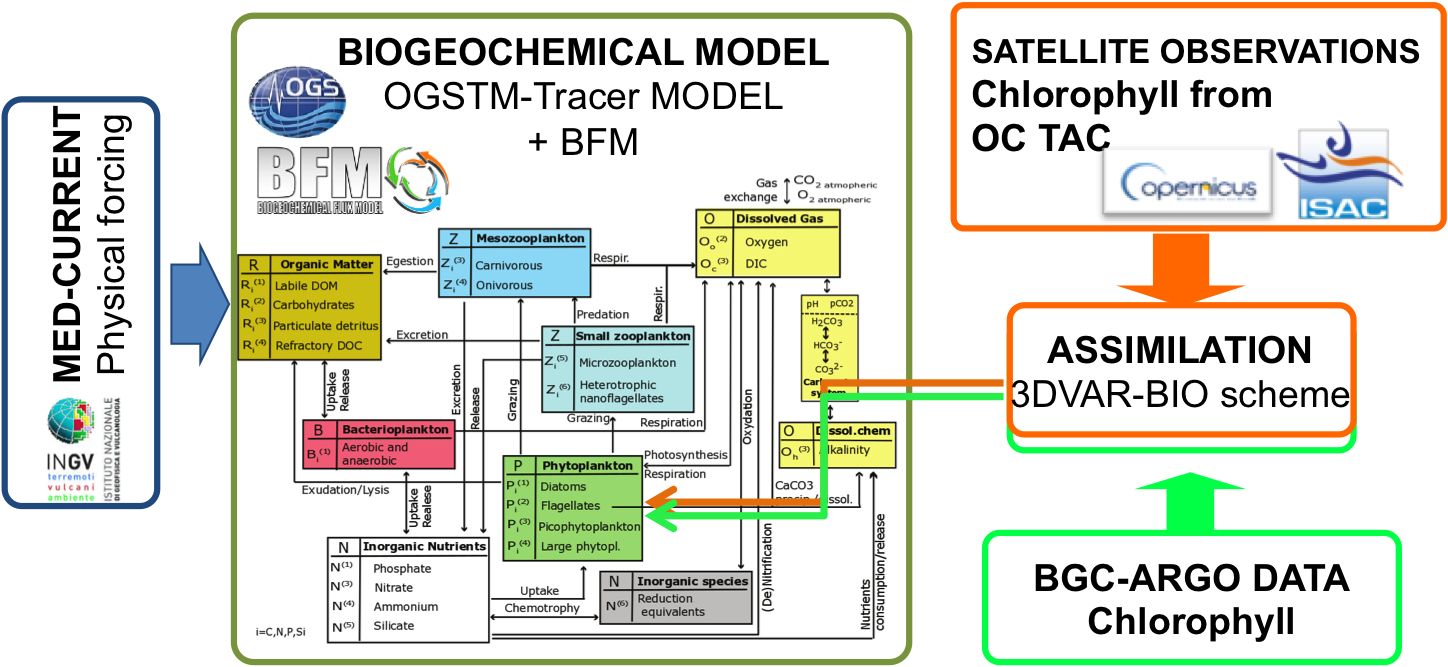 MED-CURRENT
Physical forcing
INGV
terremoti
vulcani
ambiente
ISTITUTO NAZIONALE
DI GEOFISICA E VULCANOLOGIA
BIOGEOCHEMICAL MODEL
OGSTM-Tracer MODEL
+ BFM
OGS
BFM
BIOGEOCHEMICAL FLUX MODEL
Gas
exchange
CO2 atmopheric
O2 atmopheric
O Dissolved Gas
Oo(2) Oxygen
Oc(3) DIC
Z Mesozooplankton
Zi(3) Carnivorous
Zi(4) Onivorous
Egestion
Respir.
Respir.
R Organic Matter
Ri(1) Labile DOM
Ri(2) Carbohydrates
Ri(3) Particulate detritus
Ri(4) Refractory DOC
Predation
Excretion
pH pCO2
H2CO3
HCO3-
CO32-
Z Small zooplankton
Zi(5) Microzooplankton
Zi(6) Heterotrophic
nanoflagellates
Uptake
Release
Excretion
Release
Grazing
Grazing
Respiration
Oxydation
system
B Bacterioplankton
Bi(1) Aerobic and
anaerobic
O Dissol.chem
Oh(3) Alkalinity
Photosynthesis
Respiration
P Phytoplankton
Pi(1) Diatoms
Pi(2) Flagellates
Pi(3) Picophytoplankton
Pi(4) Large phytopl.
Exudation/Lysis
Uptake
Realese
CaCO3
N Inorganic Nutrients
N(1) Phosphate
N(3) Nitrate
N(4) Ammonium
N(5) Silicate
Uptake
Chemotrophy
N Inorganic species
N(6) Reduction
equivalents
(De)Nitrification
Nutrients
consumption/release
i=C,N,P,Si
SATELLITE OBSERVATIONS
Chlorophyll from
OC TAC
opernicus
ISAC
ASSIMILATION
3DVAR-BIO scheme
BGC-ARGO DATA
Chlorophyll